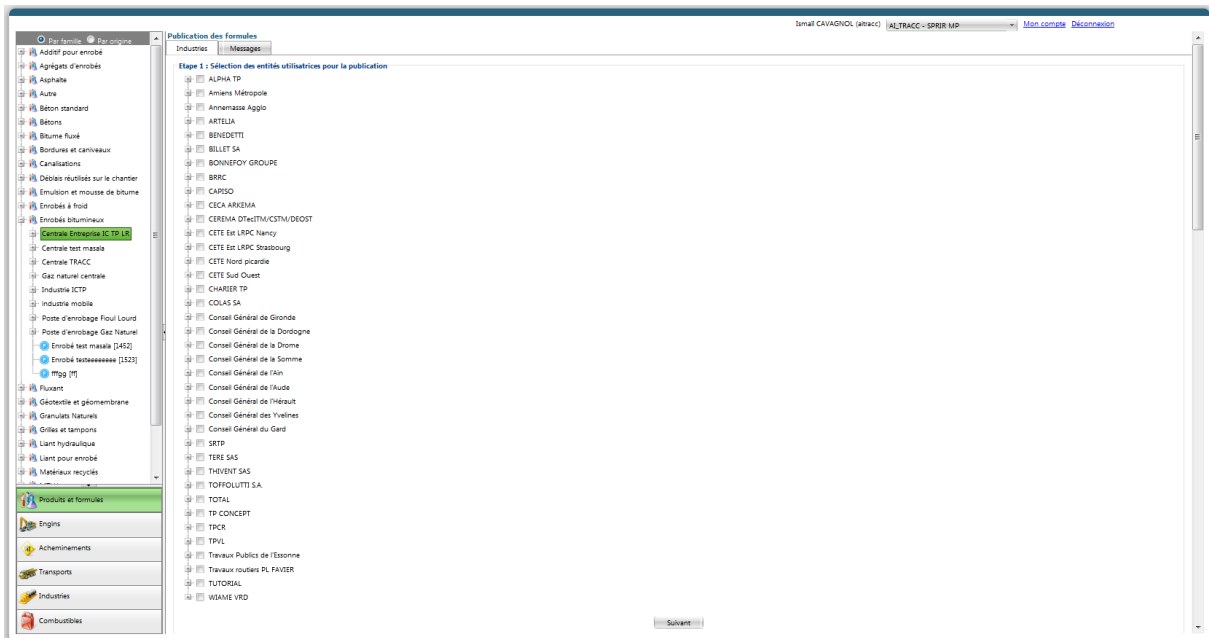 Ismail CAVAGNOL (aitracc) AI_TRACC - SPRIR MP Mon compte Déconnexion
Par famille Par origine
Additif pour enrobé
Agrégats d'enrobés
Asphalte
Autre
Béton standard
Bétons
Bitume fluxé
Bordures et caniveaux
Canalisations
Déblais réutilisés sur le chantier
Emulsion et mousse de bitume
Enrobés à froid
Enrobés bitumineux
Centrale Entreprise IC TP LR
Centrale test masala
Centrale TRACC
Gaz naturel centrale
Industrie ICTP
industrie mobile
Poste d'enrobage Fioul Lourd
Poste d'enrobage Gaz Naturel
Enrobé test masala [1452]
Enrobé testeeeeeeee [1523]
fffgg [ff]
Fluxant
Géotextile et géomembrane
Granulats Naturels
Grilles et tampons
Liant hydraulique
Liant pour enrobé
Matériaux recyclés
Produits et formules
Engins
Acheminements
Transports
Industries
Combustibles
Publication des formules
Industries Messages
Etape 1 : Sélection des entités utilisatrices pour la publication
ALPHA TP
Amiens Métropole
Annemasse Agglo
ARTELIA
BENEDETTI
BILLET SA
BONNEFOY GROUPE
BRRC
CAPISO
CECA ARKEMA
CEREMA DTecITM/CSTM/DEOST
CETE Est LRPC Nancy
CETE Est LRPC Strasbourg
CETE Nord picardie
CETE Sud Ouest
CHARIER TP
COLAS SA
Conseil Général de Gironde
Conseil Général de la Dordogne
Conseil Général de la Drome
Conseil Général de la Somme
Conseil Général de l'Ain
Conseil Général de l'Aude
Conseil Général de l'Hérault
Conseil Général des Yvelines
Conseil Général du Gard
SRTP
TERE SAS
THIVENT SAS
TOFFOLUTTI S.A.
TOTAL
TP CONCEPT
TPCR
TPVL
Travaux Publics de l'Essonne
Travaux routiers PL FAVIER
TUTORIAL
WIAME VRD
Suivant